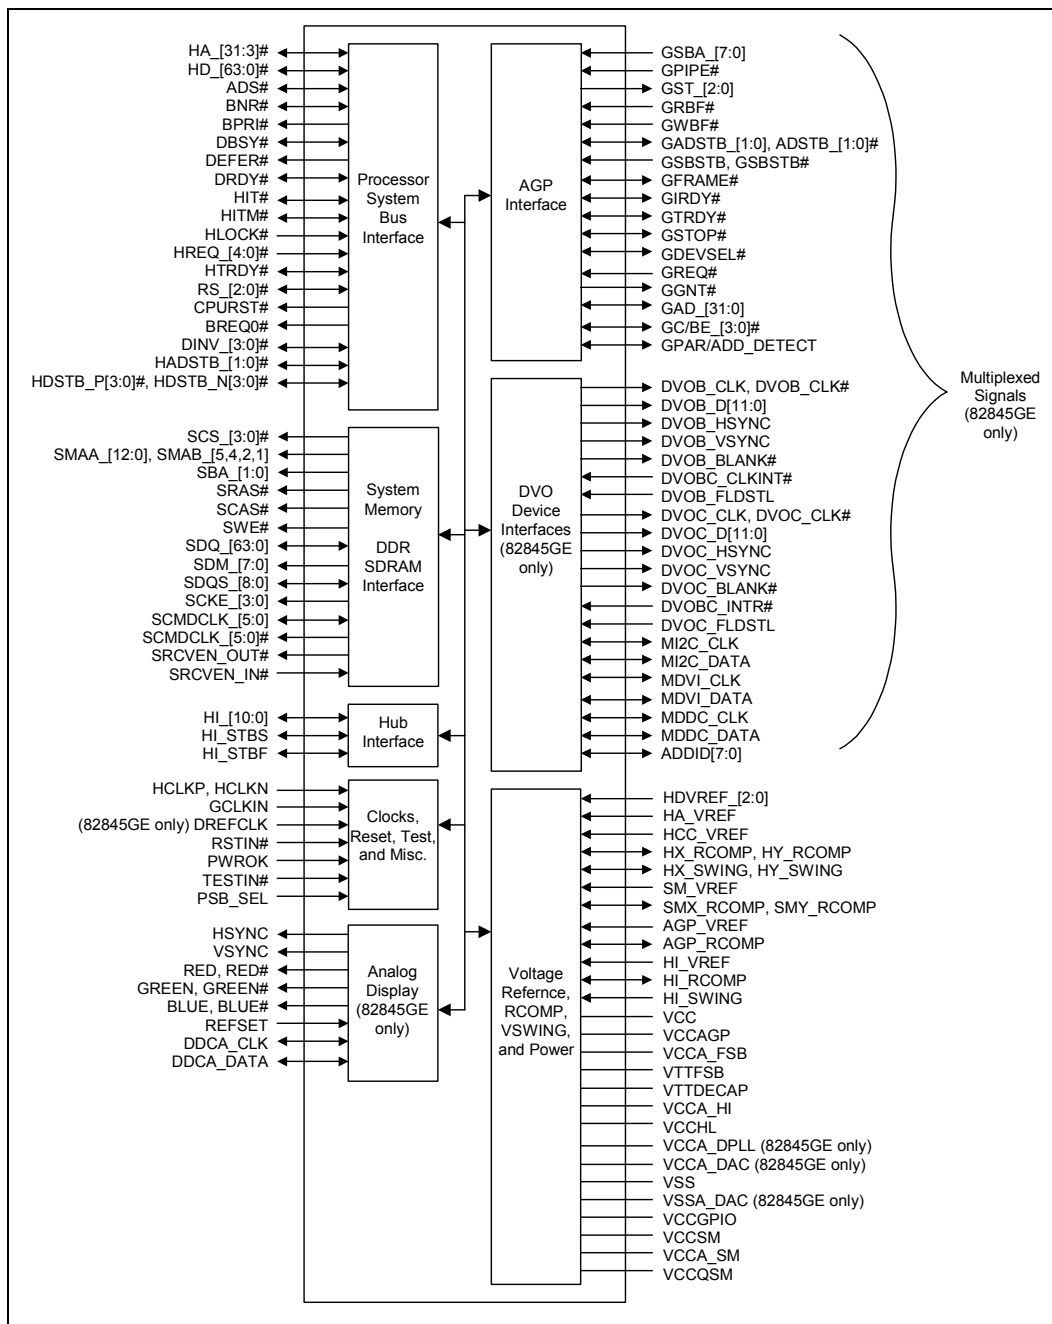 HA_[31:3]#
HD_[63:0]#
ADS#
BNR#
BPRI#
DBSY#
DEFER#
DRDY#
HIT#
HITM#
HLOCK#
HREQ_[4:0]#
HTRDY#
RS_[2:0]#
CPURST#
BREQ0#
DINV_[3:0]#
HADSTB_[1:0]#
HDSTB_P[3:0]#, HDSTB_N[3:0]#
Processor
System
Bus
Interface
SCS_[3:0]#
SMAA_[12:0], SMAB_[5,4,2,1]
SBA_[1:0]
SRAS#
SCAS#
SWE#
SDQ_[63:0]
SDM_[7:0]
SDQS_[8:0]
SCKE_[3:0]
SCMDCLK_[5:0]
SCMDCLK_[5:0]#
SRCVEN_OUT#
SRCVEN_IN#
System
Memory
DDR
SDRAM
Interface
HI_[10:0]
HI_STBS
HI_STBF
Hub
Interface
HCLKP, HCLKN
GCLKIN
(82845GE only) DREFCLK
RSTIN#
PWROK
TESTIN#
PSB_SEL
Clocks,
Reset, Test,
and Misc.
HSYNC
VSYNC
RED, RED#
GREEN, GREEN#
BLUE, BLUE#
REFSET
DDCA_CLK
DDCA_DATA
Analog
Display
(82845GE
only)
AGP
Interface
GSBA_[7:0]
GPIPE#
GST_[2:0]
GRBF#
GWBF#
GADSTB_[1:0], ADSTB_[1:0]#
GSBSTB, GSBSTB#
GFRAME#
GIRDY#
GTRDY#
GSTOP#
GDEVSEL#
GREQ#
GGNT#
GAD_[31:0]
GC/BE_[3:0]#
GPAR/ADD_DETECT
DVO
Device
Interfaces
(82845GE
only)
DVOB_CLK, DVOB_CLK#
DVOB_D[11:0]
DVOB_HSYNC
DVOB_VSYNC
DVOB_BLANK#
DVOBC_CLKINT#
DVOB_FLDSTL
DVOC_CLK, DVOC_CLK#
DVOC_D[11:0]
DVOC_HSYNC
DVOC_VSYNC
DVOC_BLANK#
DVOBC_INTR#
DVOC_FLDSTL
MI2C_CLK
MI2C_DATA
MDVI_CLK
MDVI_DATA
MDDC_CLK
MDDC_DATA
ADDID[7:0]
Multiplexed
Signals
(82845GE
only)
Voltage
Refernce,
RCOMP,
VSWING,
and Power
HDVREF_[2:0]
HA_VREF
HCC_VREF
HX_RCOMP, HY_RCOMP
HX_SWING, HY_SWING
SM_VREF
SMX_RCOMP, SMY_RCOMP
AGP_VREF
AGP_RCOMP
HI_VREF
HI_RCOMP
HI_SWING
VCC
VCCAGP
VCCA_FSB
VTTFSB
VTTDECAP
VCCA_HI
VCCHL
VCCA_DPLL (82845GE only)
VCCA_DAC (82845GE only)
VSS
VSSA_DAC (82845GE only)
VCCGPIO
VCCSM
VCCA_SM
VCCQSM